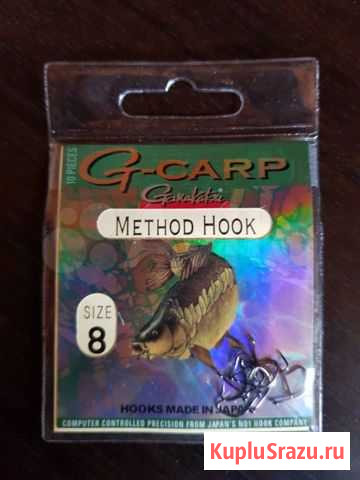 10 PIECES
G-CARP
Gamakatsu
METHOD HOOK
SIZE
8
HOOKS MADE IN JAPAN
COMPUTER CONTROLLED PRECISION FROM JAPAN'S NO1 HOOK COMPANY
KupluSrazu.ru